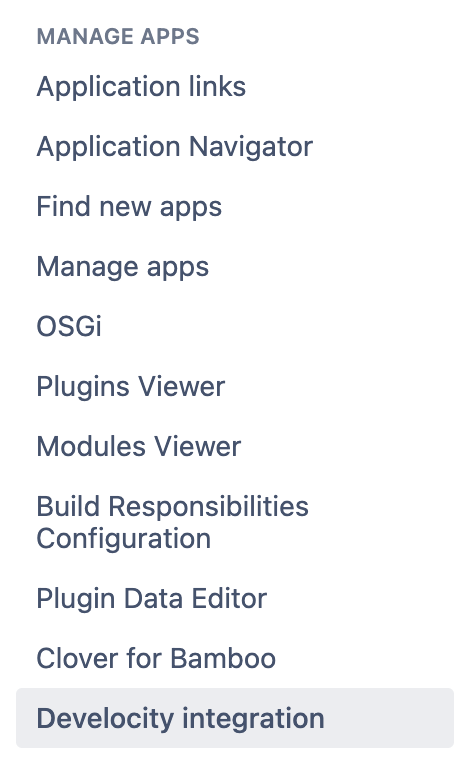 MANAGE APPS
Application links
Application Navigator
Find new apps
Manage apps
OSGi
Plugins Viewer
Modules Viewer
Build Responsibilities
Configuration
Plugin Data Editor
Clover for Bamboo
Develocity integration